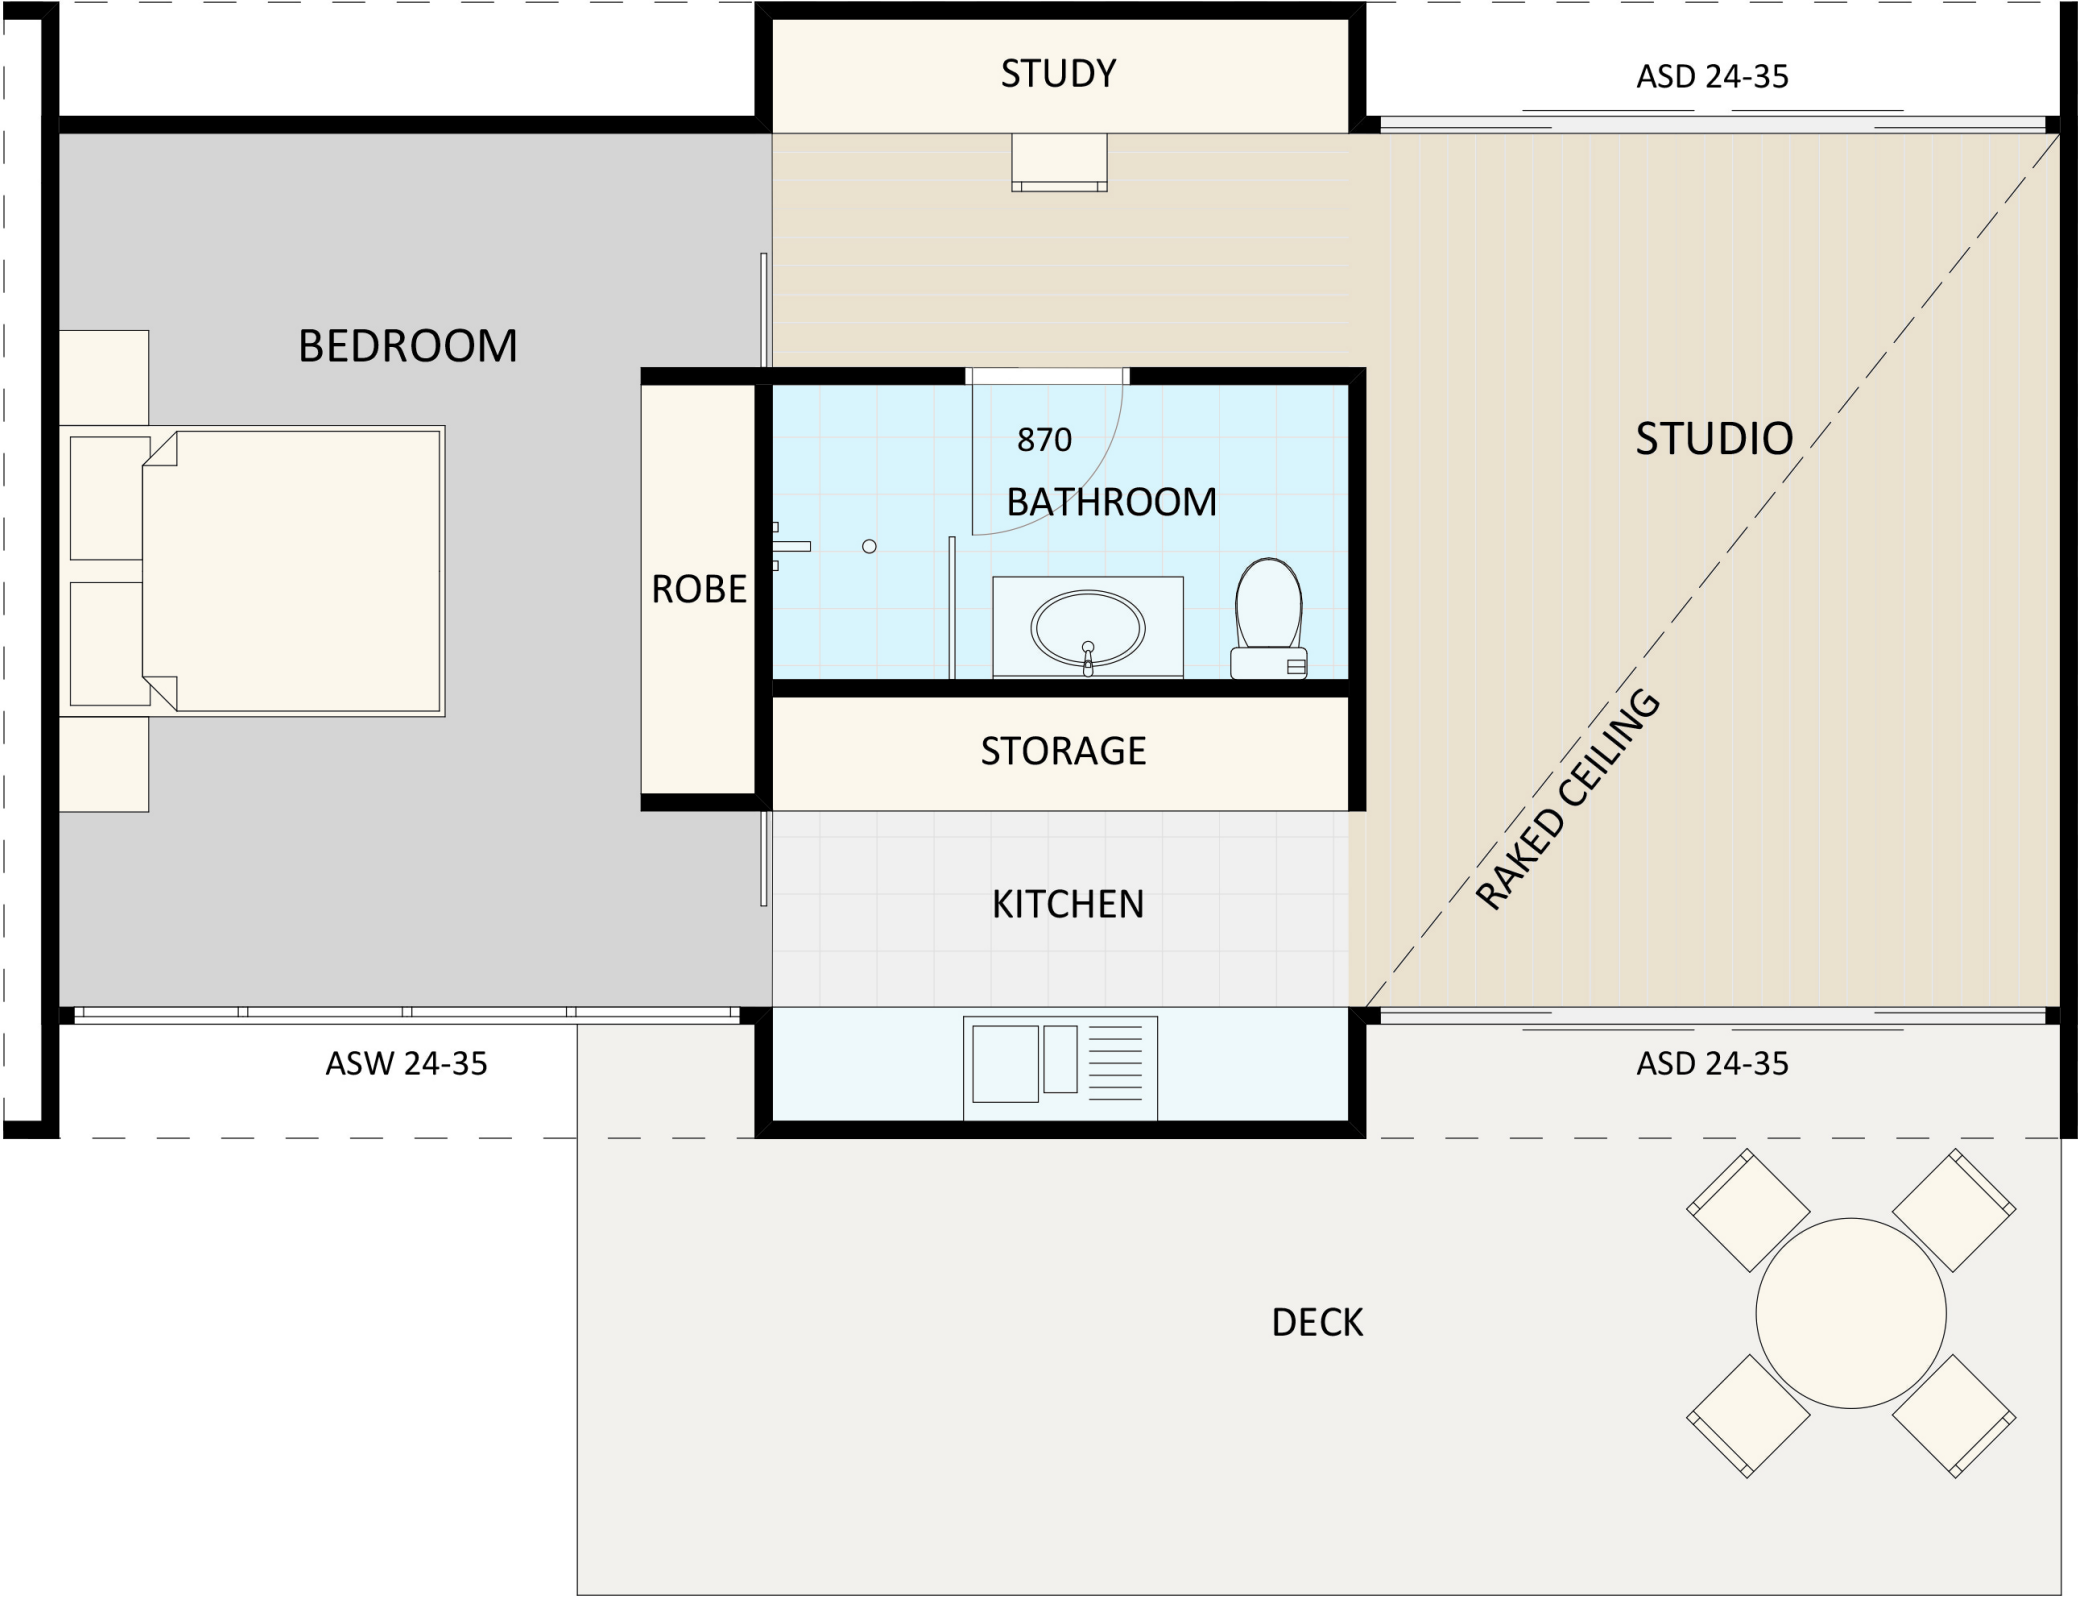 STUDY
ASD 24-35
BEDROOM
STUDIO
870
BATHROOM
ROBE
STORAGE
RAKED CEILING
KITCHEN
ASW 24-35
ASD 24-35
DECK